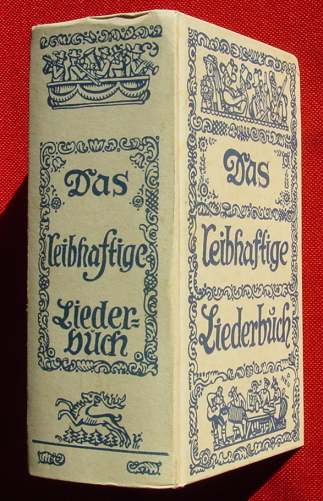 Das
leibhaftige
Lieder=
buch
Das
leibhaftige
Liederbuch